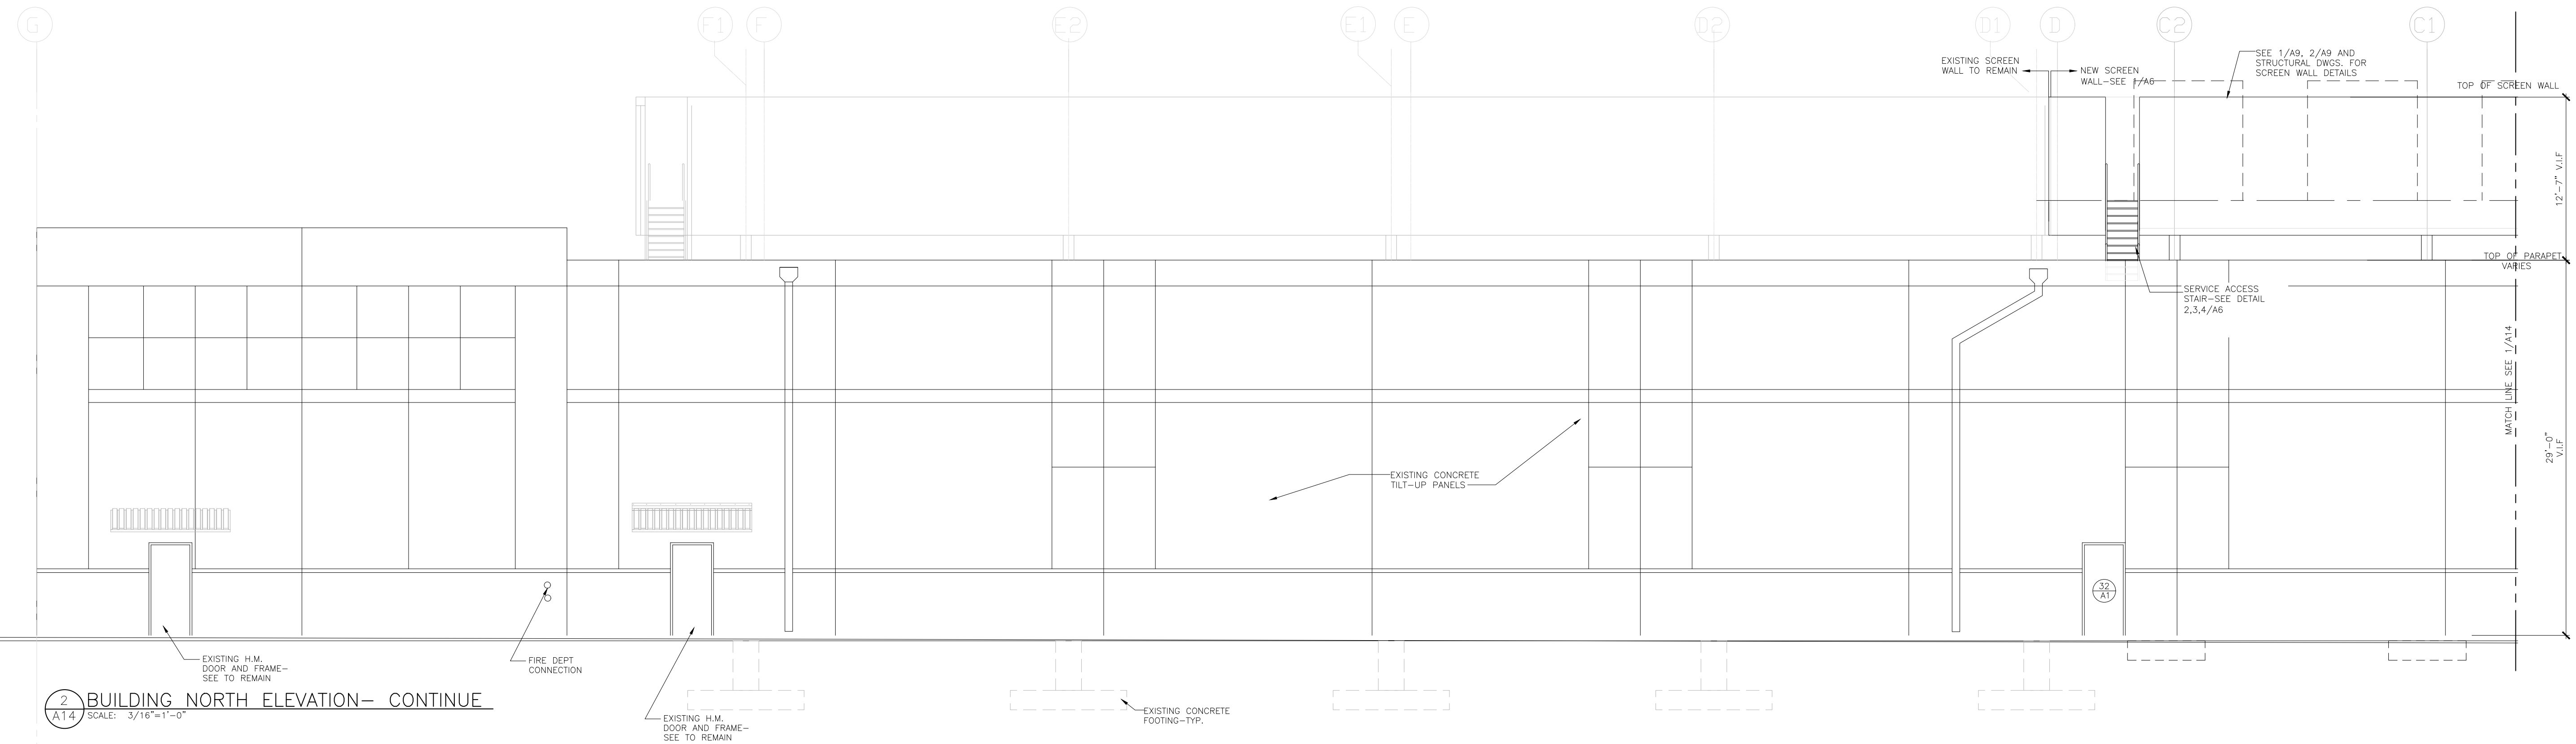 G
F1
F
E2
E1
E
D2
D1
D
C2
C1
EXISTING SCREEN
WALL TO REMAIN
NEW SCREEN
WALL-SEE 1/A6
SEE 1/A9, 2/A9 AND
STRUCTURAL DWGS. FOR
SCREEN WALL DETAILS
TOP OF SCREEN WALL
12'-7" V.I.F
TOP OF PARAPET
VARIES
SERVICE ACCESS
STAIR-SEE DETAIL
2,3,4/A6
MATCH LINE SEE 1/A14
29'-0"
V.I.F
EXISTING CONCRETE
TILT-UP PANELS
32
A1
EXISTING H.M.
DOOR AND FRAME-
SEE TO REMAIN
FIRE DEPT
CONNECTION
EXISTING H.M.
DOOR AND FRAME-
SEE TO REMAIN
EXISTING CONCRETE
FOOTING-TYP.
2
A14
BUILDING NORTH ELEVATION- CONTINUE
SCALE: 3/16"=1'-0"